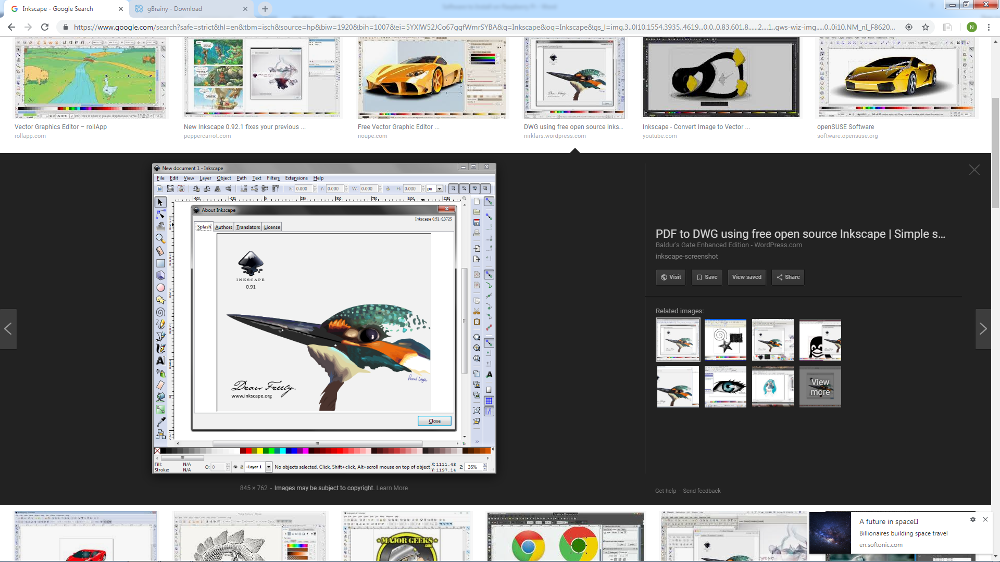 Inkscape - Google Search
gBrainy - Download
https://www.google.com/search?safe=strict&hl=en&tbm=isch&source=hp&biw=1920&bih=1007&ei=5YXlW52JCo67ggfWmrSYBA&q=Inkscape&oq=Inkscape&gs_l=img.3..0l10.1554.3935..4619...0.0..0.83.601.8......2...1..gws-wiz-img.....0..0i10.NM_nI_F8620...
N
Vector Graphics Editor – rollApp
rollapp.com
New Inkscape 0.92.1 fixes your previous ...
peppercarrot.com
Free Vector Graphic Editor ...
noupe.com
DWG using free open source Inks...
nirklars.wordpress.com
Inkscape - Convert Image to Vector ...
youtube.com
openSUSE Software
software.opensuse.org
New document 1 - Inkscape
File Edit View Layer Object Path Text Filters Extensions Help
X: 0.000 Y: 0.000 W: 0.000 H: 0.000 px
About Inkscape
Inkscape 0.91 r13725
Splash Authors Translators License
INKSCAPE
0.91
Draw Freely.
www.inkscape.org
Close
Fill: N/A
Stroke: N/A
O: 0
Layer 1
No objects selected. Click, Shift+click, Alt+scroll mouse on top of object
X: 1111.43
Y: 1197.14
Z: 35%
845 × 762 - Images may be subject to copyright. Learn More
PDF to DWG using free open source Inkscape | Simple s...
Baldur's Gate Enhanced Edition - WordPress.com
inkscape-screenshot
Visit
Save
View saved
Share
Related images:
View more
Get help - Send feedback
MAJOR GEEKS
.COM
A future in space
Billionaires building space travel
en.softonic.com